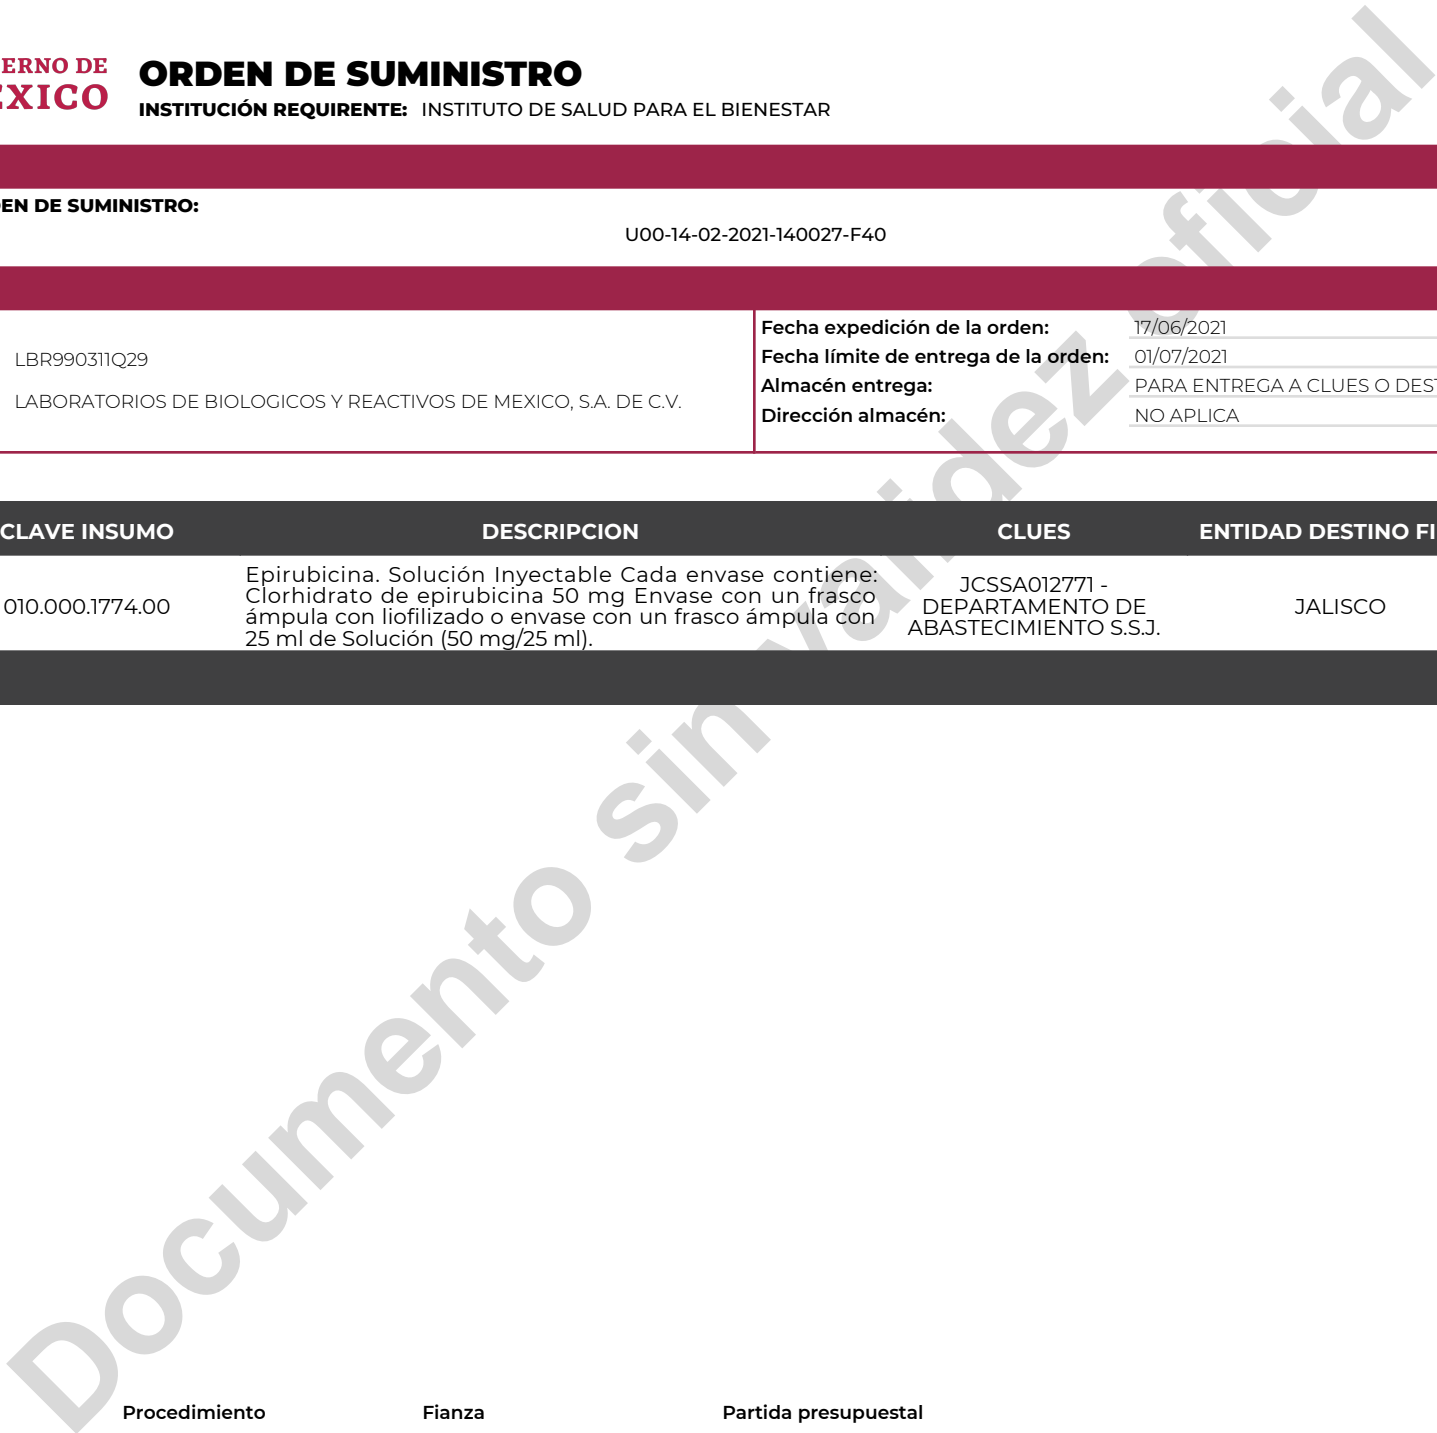 ERNO DE
EXICO
ORDEN DE SUMINISTRO
INSTITUCIÓN REQUIRENTE: INSTITUTO DE SALUD PARA EL BIENESTAR
EN DE SUMINISTRO:
U00-14-02-2021-140027-F40
LBR990311Q29
LABORATORIOS DE BIOLOGICOS Y REACTIVOS DE MEXICO, S.A. DE C.V.
Fecha expedición de la orden: 17/06/2021
Fecha límite de entrega de la orden: 01/07/2021
Almacén entrega: PARA ENTREGA A CLUES O DEST
Dirección almacén: NO APLICA
CLAVE INSUMO DESCRIPCION CLUES ENTIDAD DESTINO FI
010.000.1774.00
Epirubicina. Solución Inyectable Cada envase contiene:
Clorhidrato de epirubicina 50 mg Envase con un frasco
ámpula con liofilizado o envase con un frasco ámpula con
25 ml de Solución (50 mg/25 ml).
JCSSA012771 -
DEPARTAMENTO DE
ABASTECIMIENTO S.S.J.
JALISCO
Documento sin validez oficial
Procedimiento Fianza Partida presupuestal